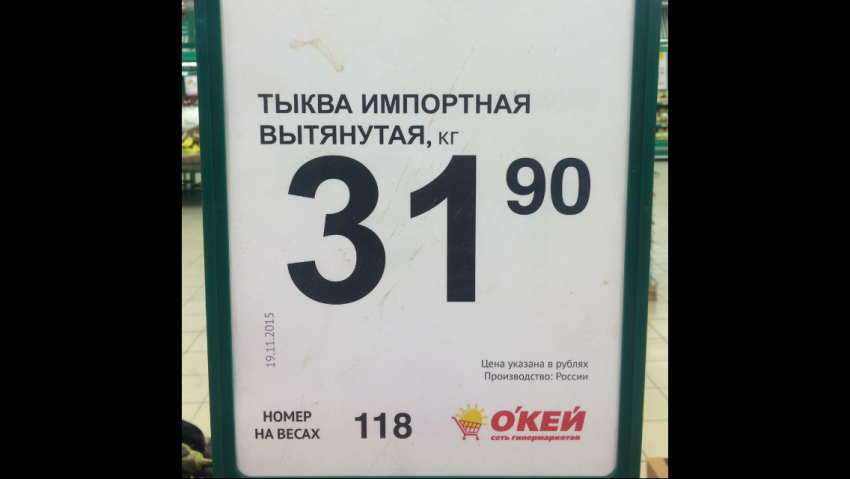 ТЫКВА ИМПОРТНАЯ
ВЫТЯНУТАЯ, кг
31 90
19.11.2015
Цена указана в рублях
Производство: России
НОМЕР
НА ВЕСАХ
118
О'КЕЙ
сеть гипермаркетов